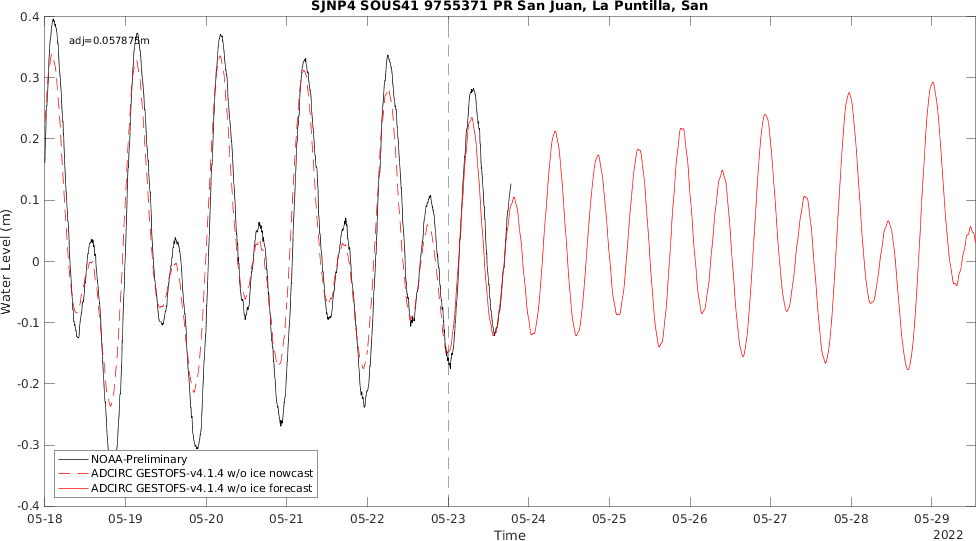 SJNP4 SOUS41 9755371 PR San Juan, La Puntilla, San
adj=0.057875m
Water Level (m)
0.4
0.3
0.2
0.1
0
-0.1
-0.2
-0.3
-0.4
NOAA-Preliminary
ADCIRC GESTOFS-v4.1.4 w/o ice nowcast
ADCIRC GESTOFS-v4.1.4 w/o ice forecast
05-18 05-19 05-20 05-21 05-22 05-23 05-24 05-25 05-26 05-27 05-28 05-29
Time
2022